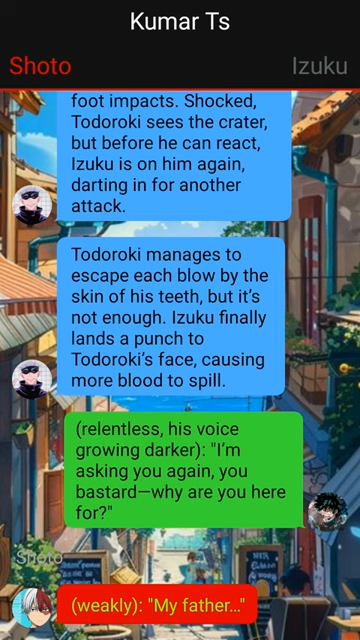 Kumar Ts
Shoto
Izuku
foot impacts. Shocked,
Todoroki sees the crater,
but before he can react,
Izuku is on him again,
darting in for another
attack.
Todoroki manages to
escape each blow by the
skin of his teeth, but it’s
not enough. Izuku finally
lands a punch to
Todoroki’s face, causing
more blood to spill.
(relentless, his voice
growing darker): "I’m
asking you again, you
bastard—why are you here
for?"
Shoto
(weakly): "My father…"